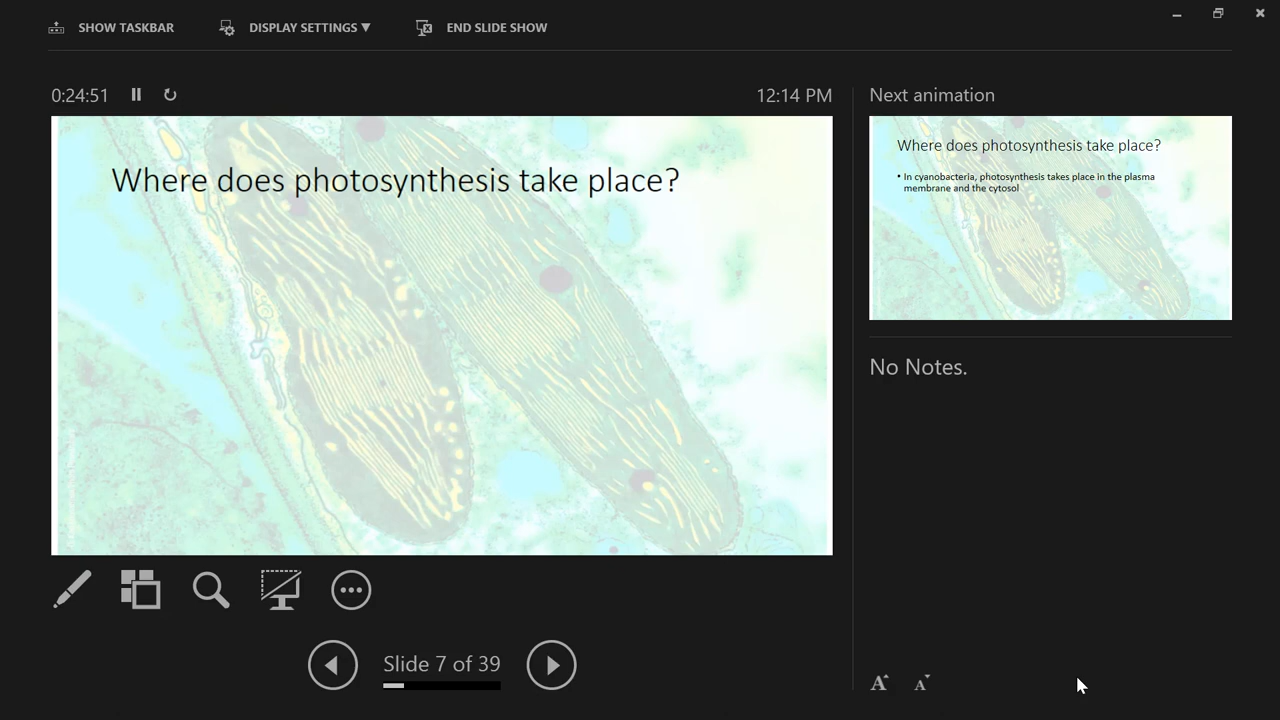 SHOW TASKBAR
DISPLAY SETTINGS ▼
END SLIDE SHOW
0:24:51
12:14 PM
Next animation
Where does photosynthesis take place?
Where does photosynthesis take place?
• In cyanobacteria, photosynthesis takes place in the plasma
membrane and the cytosol
No Notes.
Slide 7 of 39
A A